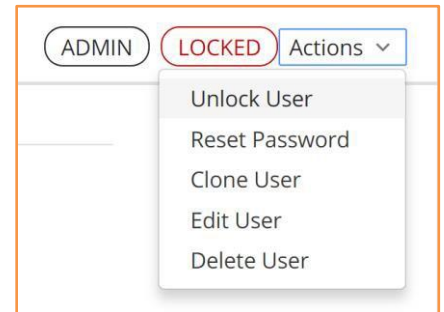 ADMIN LOCKED Actions
Unlock User
Reset Password
Clone User
Edit User
Delete User